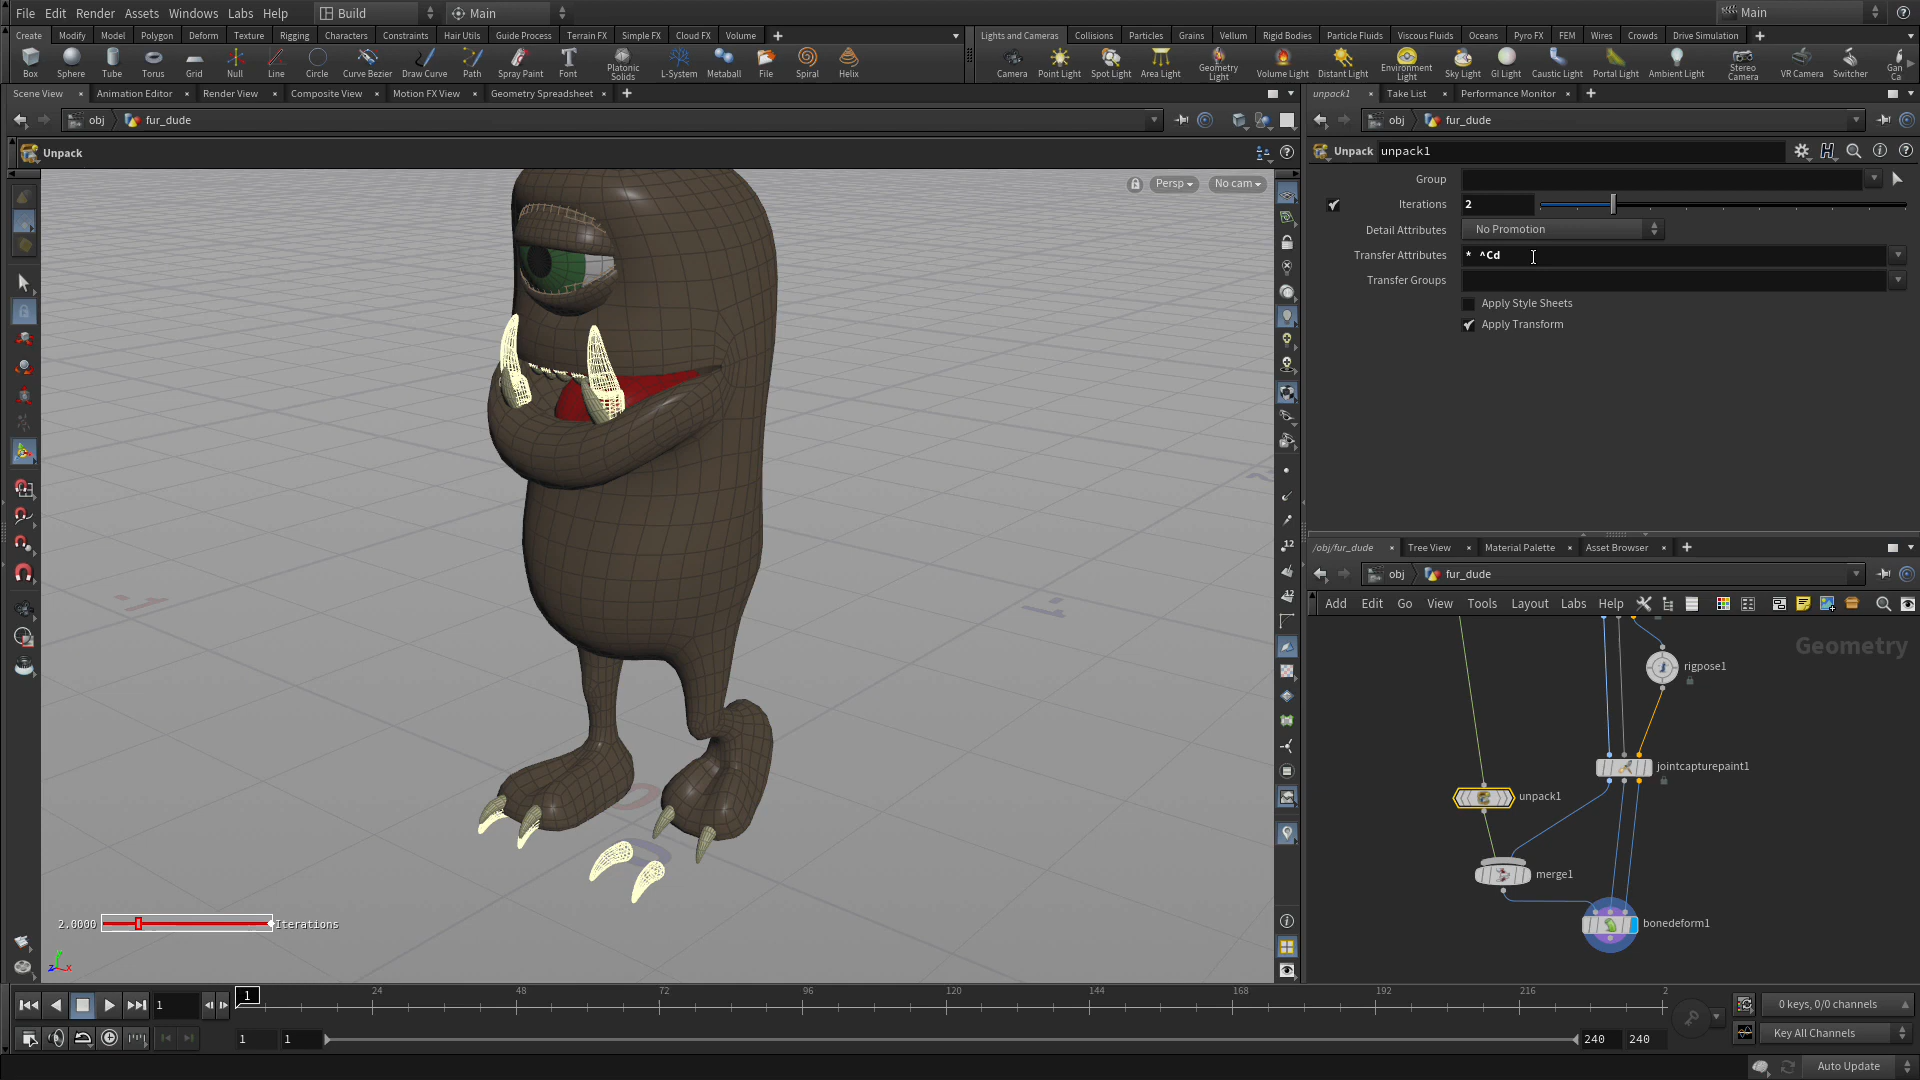 File Edit Render Assets Windows Labs Help Build Main Main
Create Modify Model Polygon Deform Texture Rigging Characters Constraints Hair Utils Guide Process Terrain FX Simple FX Cloud FX Volume
Lights and Cameras Collisions Particles Grains Vellum Rigid Bodies Particle Fluids Viscous Fluids Oceans Pyro FX FEM Wires Crowds Drive Simulation
Box Sphere Tube Torus Grid Null Line Circle Curve Bezier Draw Curve Path Spray Paint Font Platonic Solids L-System Metaball File Spiral Helix
Camera Point Light Spot Light Area Light Geometry Light Volume Light Distant Light Environment Light Sky Light GI Light Caustic Light Portal Light Ambient Light Stereo Camera VR Camera Switcher Gan Ca
Scene View Animation Editor Render View Composite View Motion FX View Geometry Spreadsheet
unpack1 Take List Performance Monitor
obj fur_dude
obj fur_dude
Unpack
Unpack unpack1
Persp No cam
Group
Iterations 2
Detail Attributes No Promotion
Transfer Attributes * ^Cd
Transfer Groups
Apply Style Sheets
Apply Transform
/obj/fur_dude Tree View Material Palette Asset Browser
obj fur_dude
Add Edit Go View Tools Layout Labs Help
Geometry
rigpose1
jointcapturepaint1
unpack1
merge1
bonedeform1
2.0000 Iterations
12
12
y
z x
1 1 24 48 72 96 120 144 168 192 216 2
0 keys, 0/0 channels
1 1 240 240
Key All Channels
Auto Update